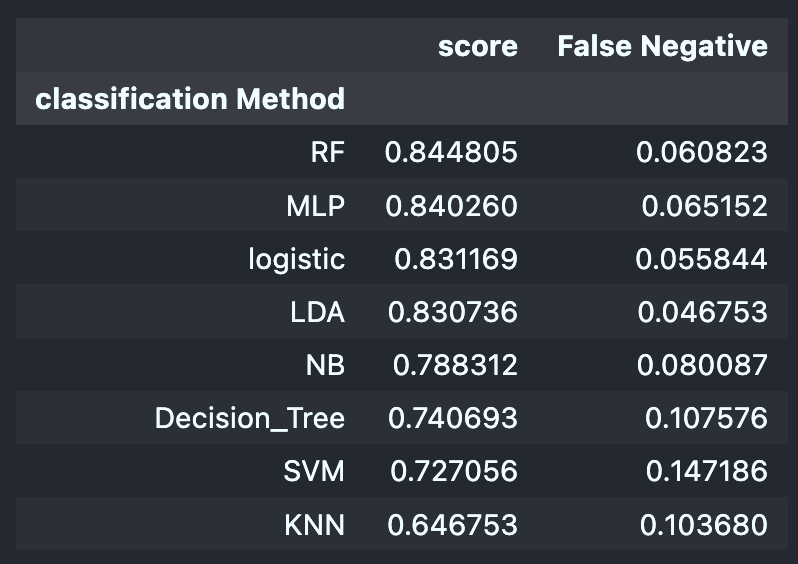 score False Negative
classification Method
RF 0.844805 0.060823
MLP 0.840260 0.065152
logistic 0.831169 0.055844
LDA 0.830736 0.046753
NB 0.788312 0.080087
Decision_Tree 0.740693 0.107576
SVM 0.727056 0.147186
KNN 0.646753 0.103680